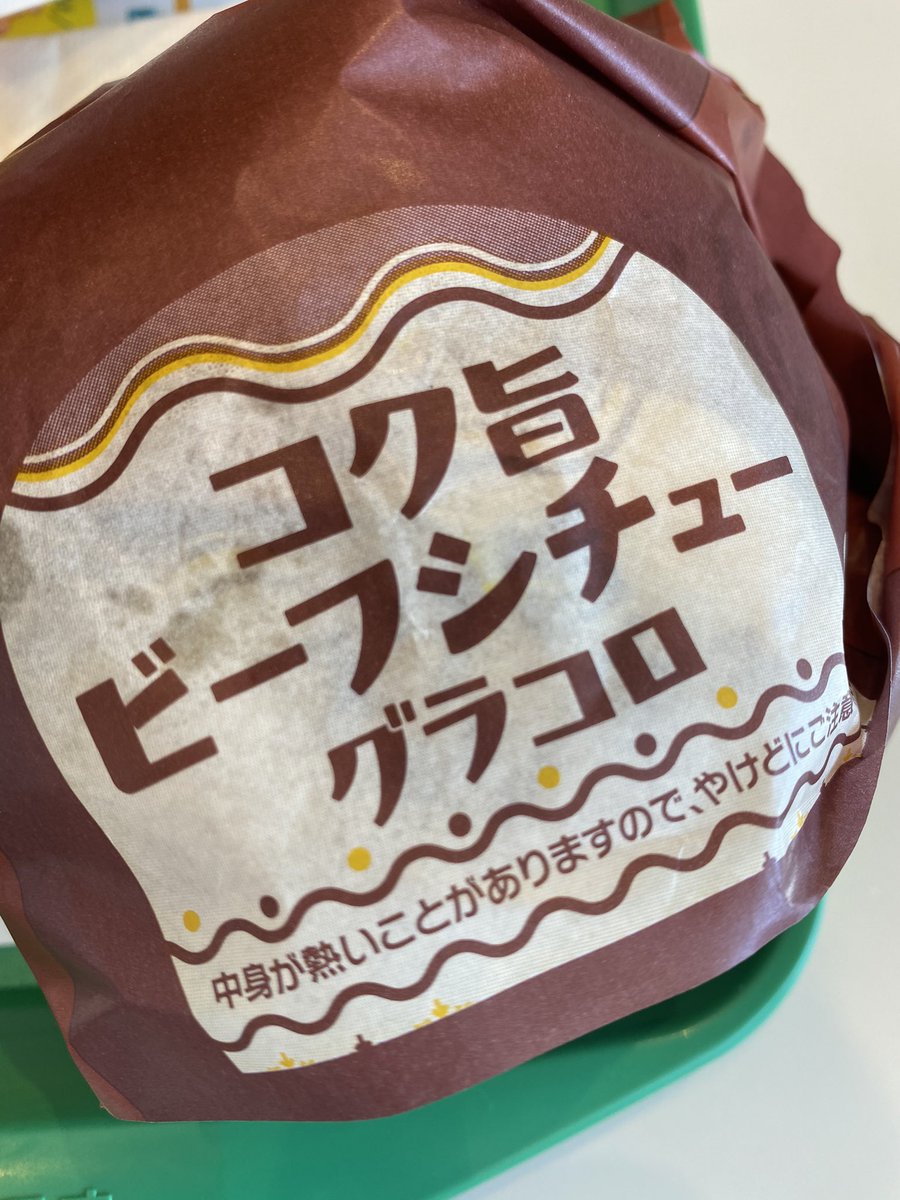 コク旨
ビーフシチュー
グラコロ
中身が熱いことがありますので、やけどにご注意